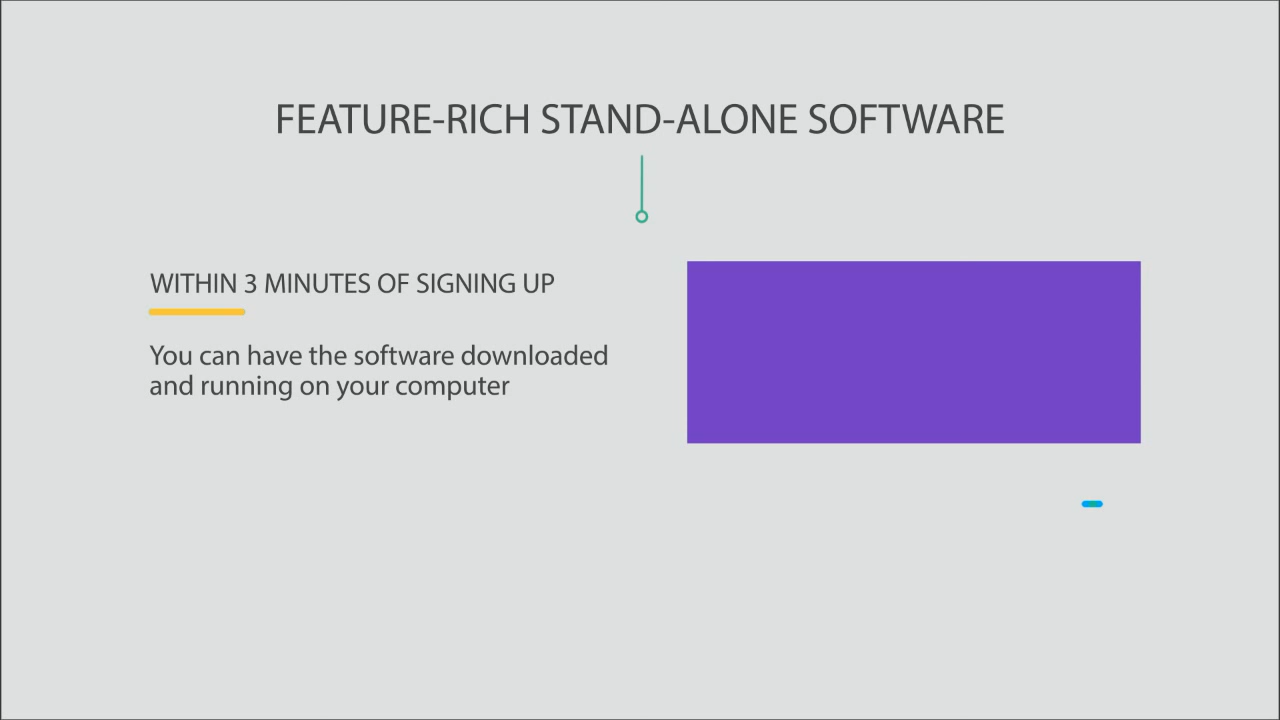 FEATURE-RICH STAND-ALONE SOFTWARE
WITHIN 3 MINUTES OF SIGNING UP
You can have the software downloaded
and running on your computer